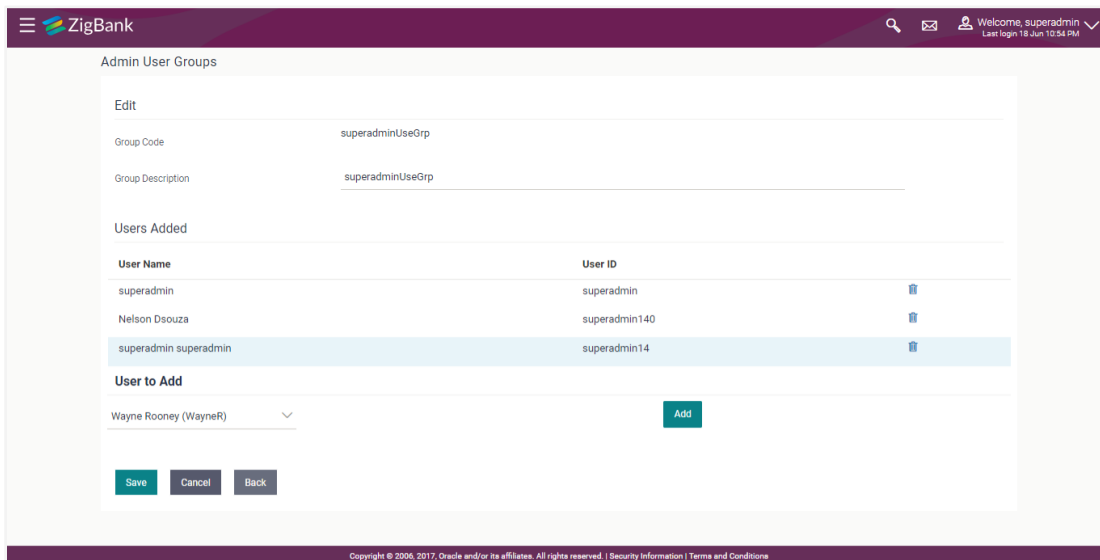 ZigBank
Welcome, superadmin
Last login 18 Jun 10:54 PM
Admin User Groups
Edit
Group Code superadminUseGrp
Group Description superadminUseGrp
Users Added
User Name User ID
superadmin superadmin
Nelson Dsouza superadmin140
superadmin superadmin superadmin14
User to Add
Wayne Rooney (WayneR) Add
Save Cancel Back
Copyright © 2006, 2017, Oracle and/or its affiliates. All rights reserved. | Security Information | Terms and Conditions